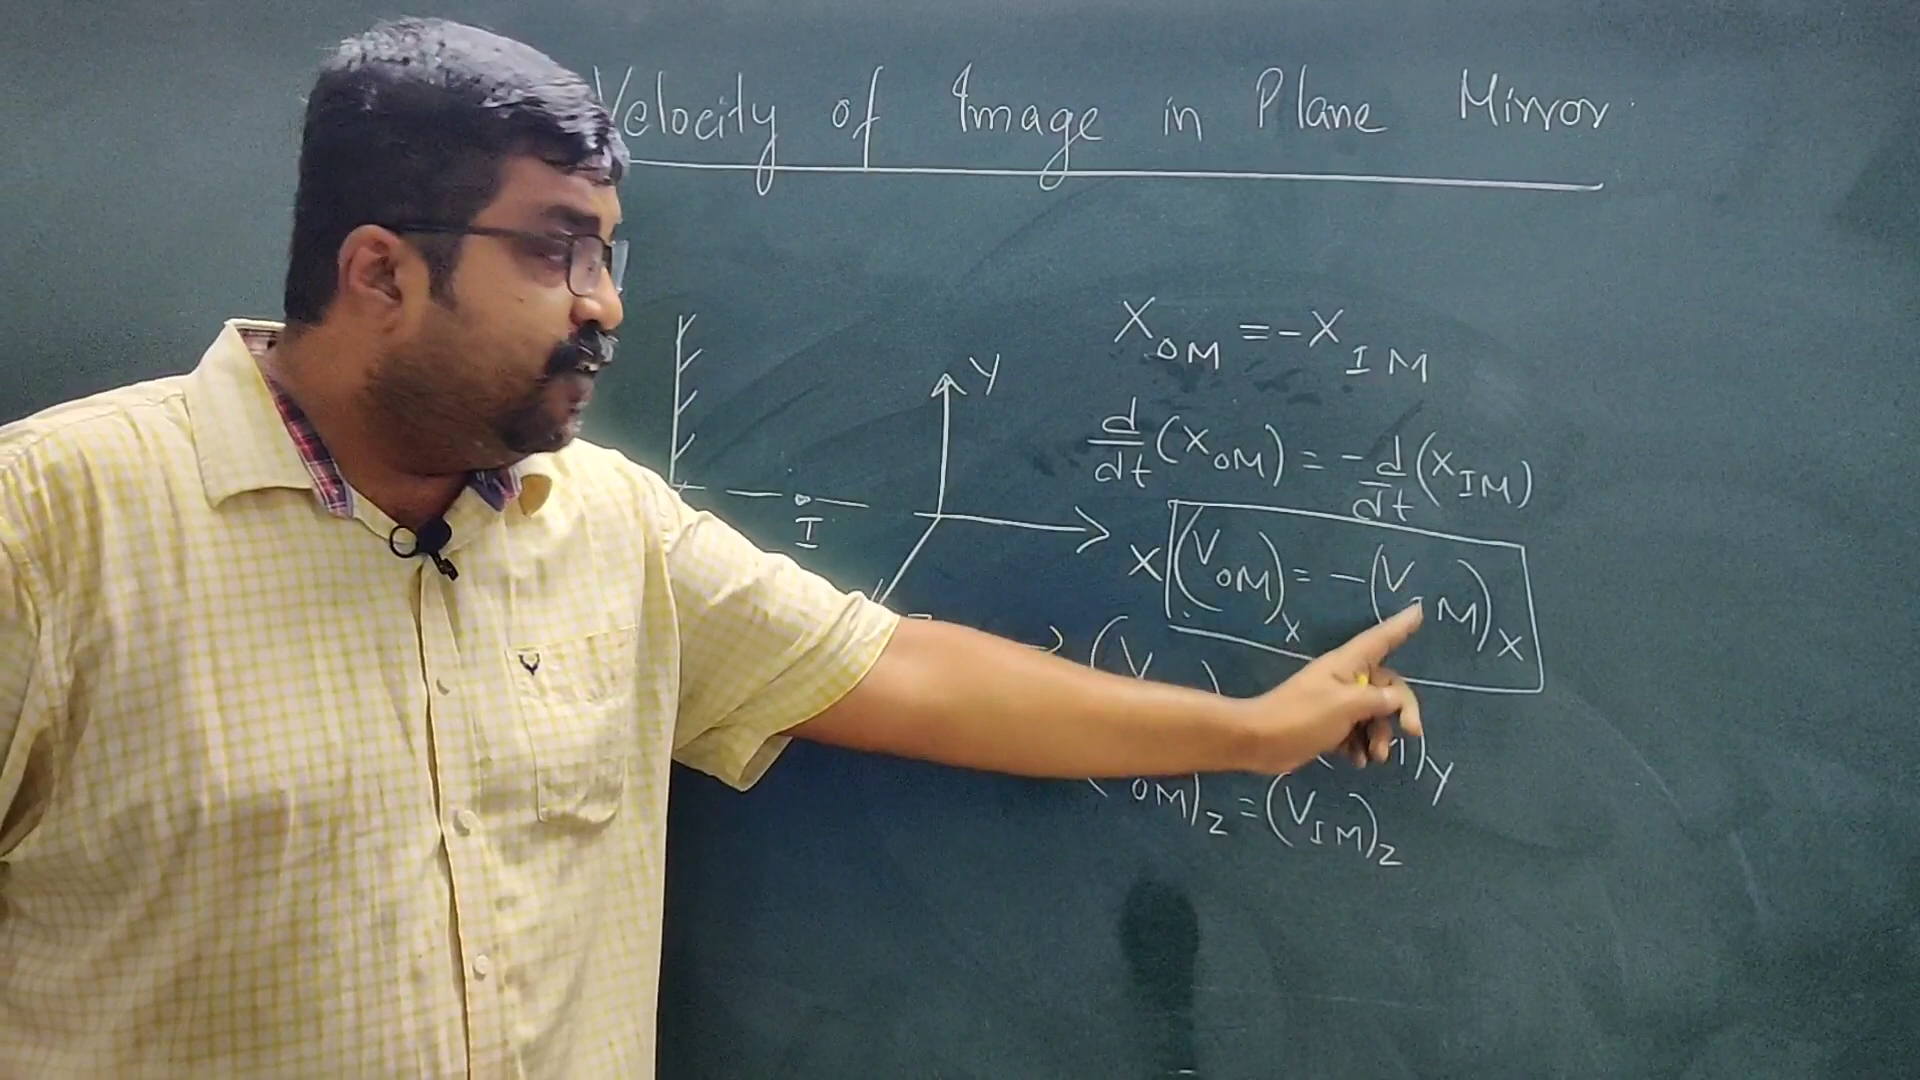 Velocity of Image in Plane Mirror
X_OM = -X_IM
Y
d/dt (X_OM) = - d/dt (X_IM)
I
X
(V_OM)_x = -(V_IM)_x
(V
)y
OM)_z = (V_IM)_z